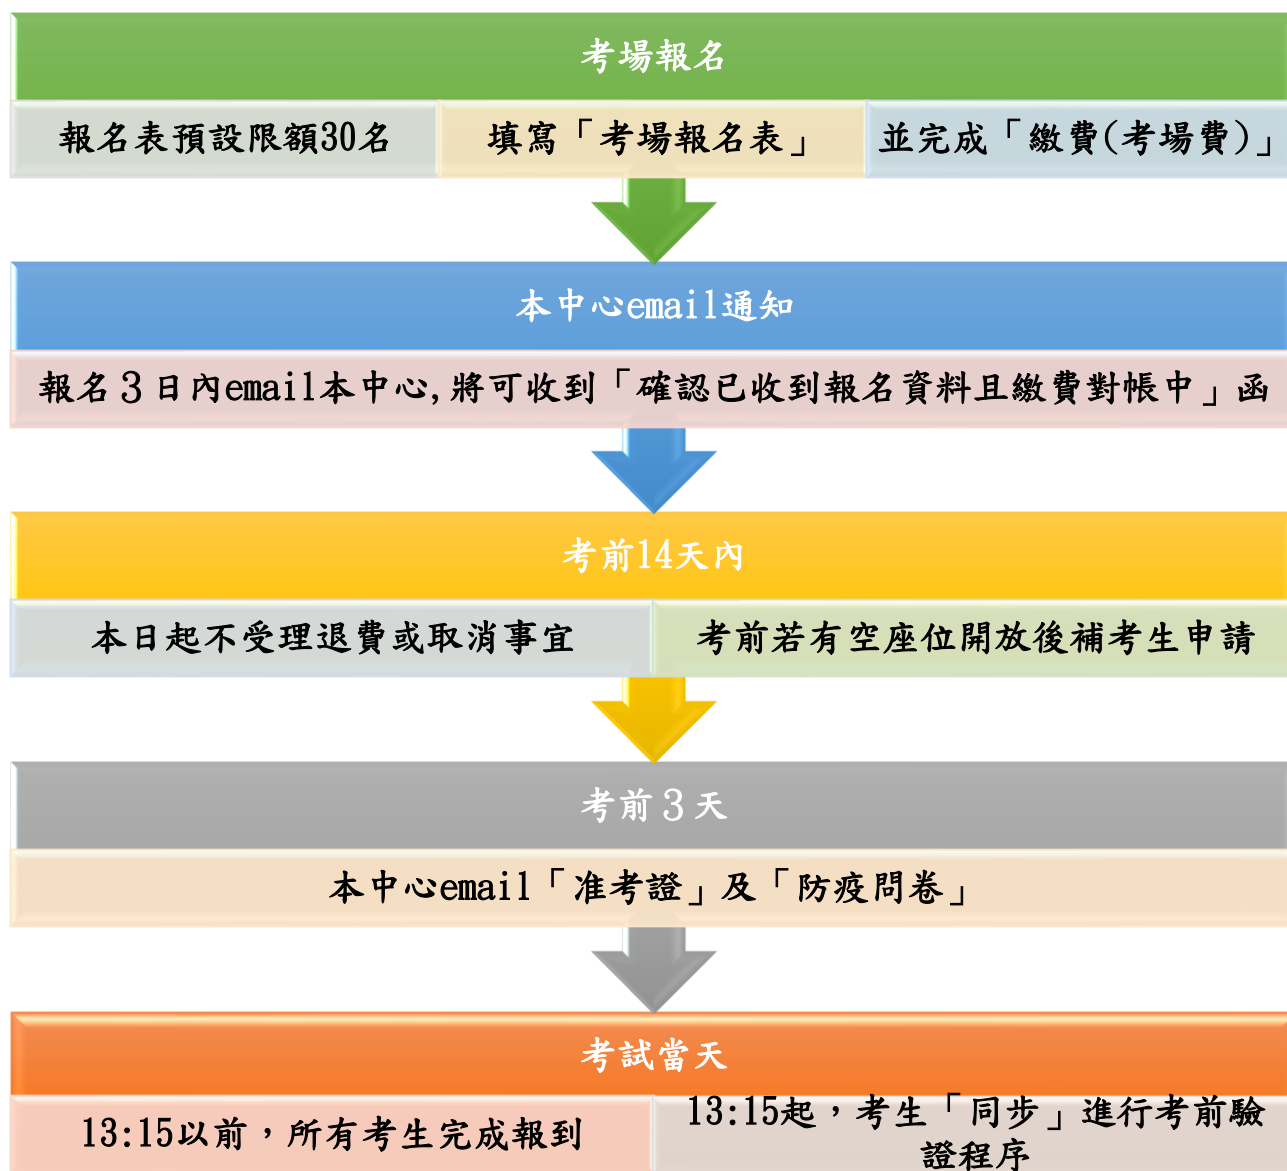 考場報名
報名表預設限額30名
填寫「考場報名表」
並完成「繳費(考場費)」
本中心email通知
報名３日內email本中心,將可收到「確認已收到報名資料且繳費對帳中」函
考前14天內
本日起不受理退費或取消事宜
考前若有空座位開放後補考生申請
考前３天
本中心email「准考證」及「防疫問卷」
考試當天
13:15以前，所有考生完成報到
13:15起，考生「同步」進行考前驗
證程序